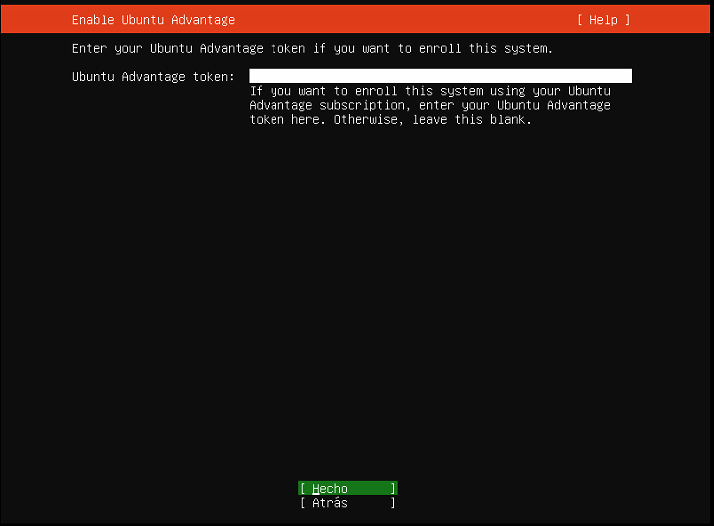 Enable Ubuntu Advantage [ Help ]
Enter your Ubuntu Advantage token if you want to enroll this system.
Ubuntu Advantage token:
If you want to enroll this system using your Ubuntu
Advantage subscription, enter your Ubuntu Advantage
token here. Otherwise, leave this blank.
[ Hecho ]
[ Atrás ]